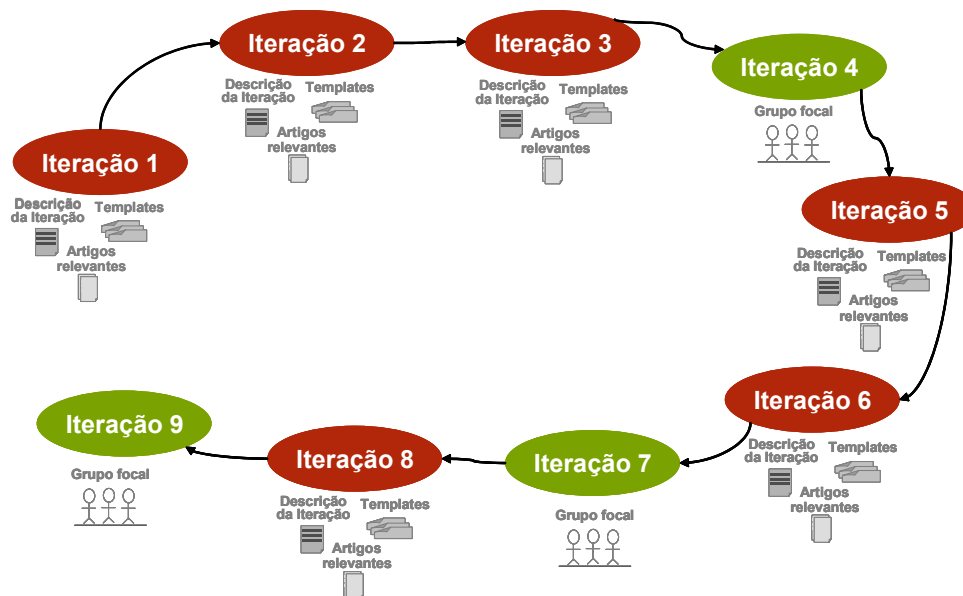 Iteração 1
Descrição
da Iteração
Templates
Artigos
relevantes
Iteração 2
Descrição
da Iteração
Templates
Artigos
relevantes
Iteração 3
Descrição
da Iteração
Templates
Artigos
relevantes
Iteração 4
Grupo focal
Iteração 5
Descrição
da Iteração
Templates
Artigos
relevantes
Iteração 6
Descrição
da Iteração
Templates
Artigos
relevantes
Iteração 7
Grupo focal
Iteração 8
Descrição
da Iteração
Templates
Artigos
relevantes
Iteração 9
Grupo focal